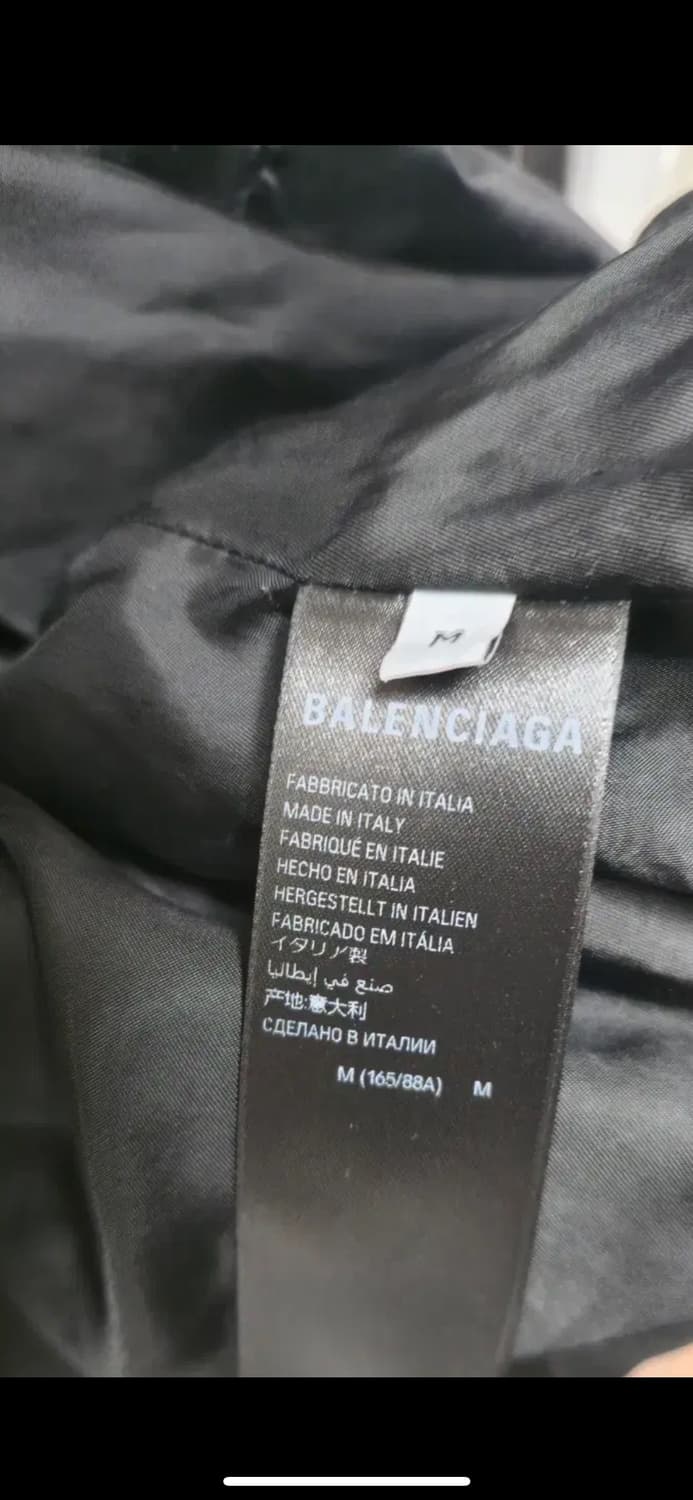 M
BALENCIAGA
FABBRICATO IN ITALIA
MADE IN ITALY
FABRIQUÉ EN ITALIE
HECHO EN ITALIA
HERGESTELLT IN ITALIEN
FABRICADO EM ITÁLIA
イタリア製
صنع في إيطاليا
产地:意大利
СДЕЛАНО В ИТАЛИИ
M (165/88A) M